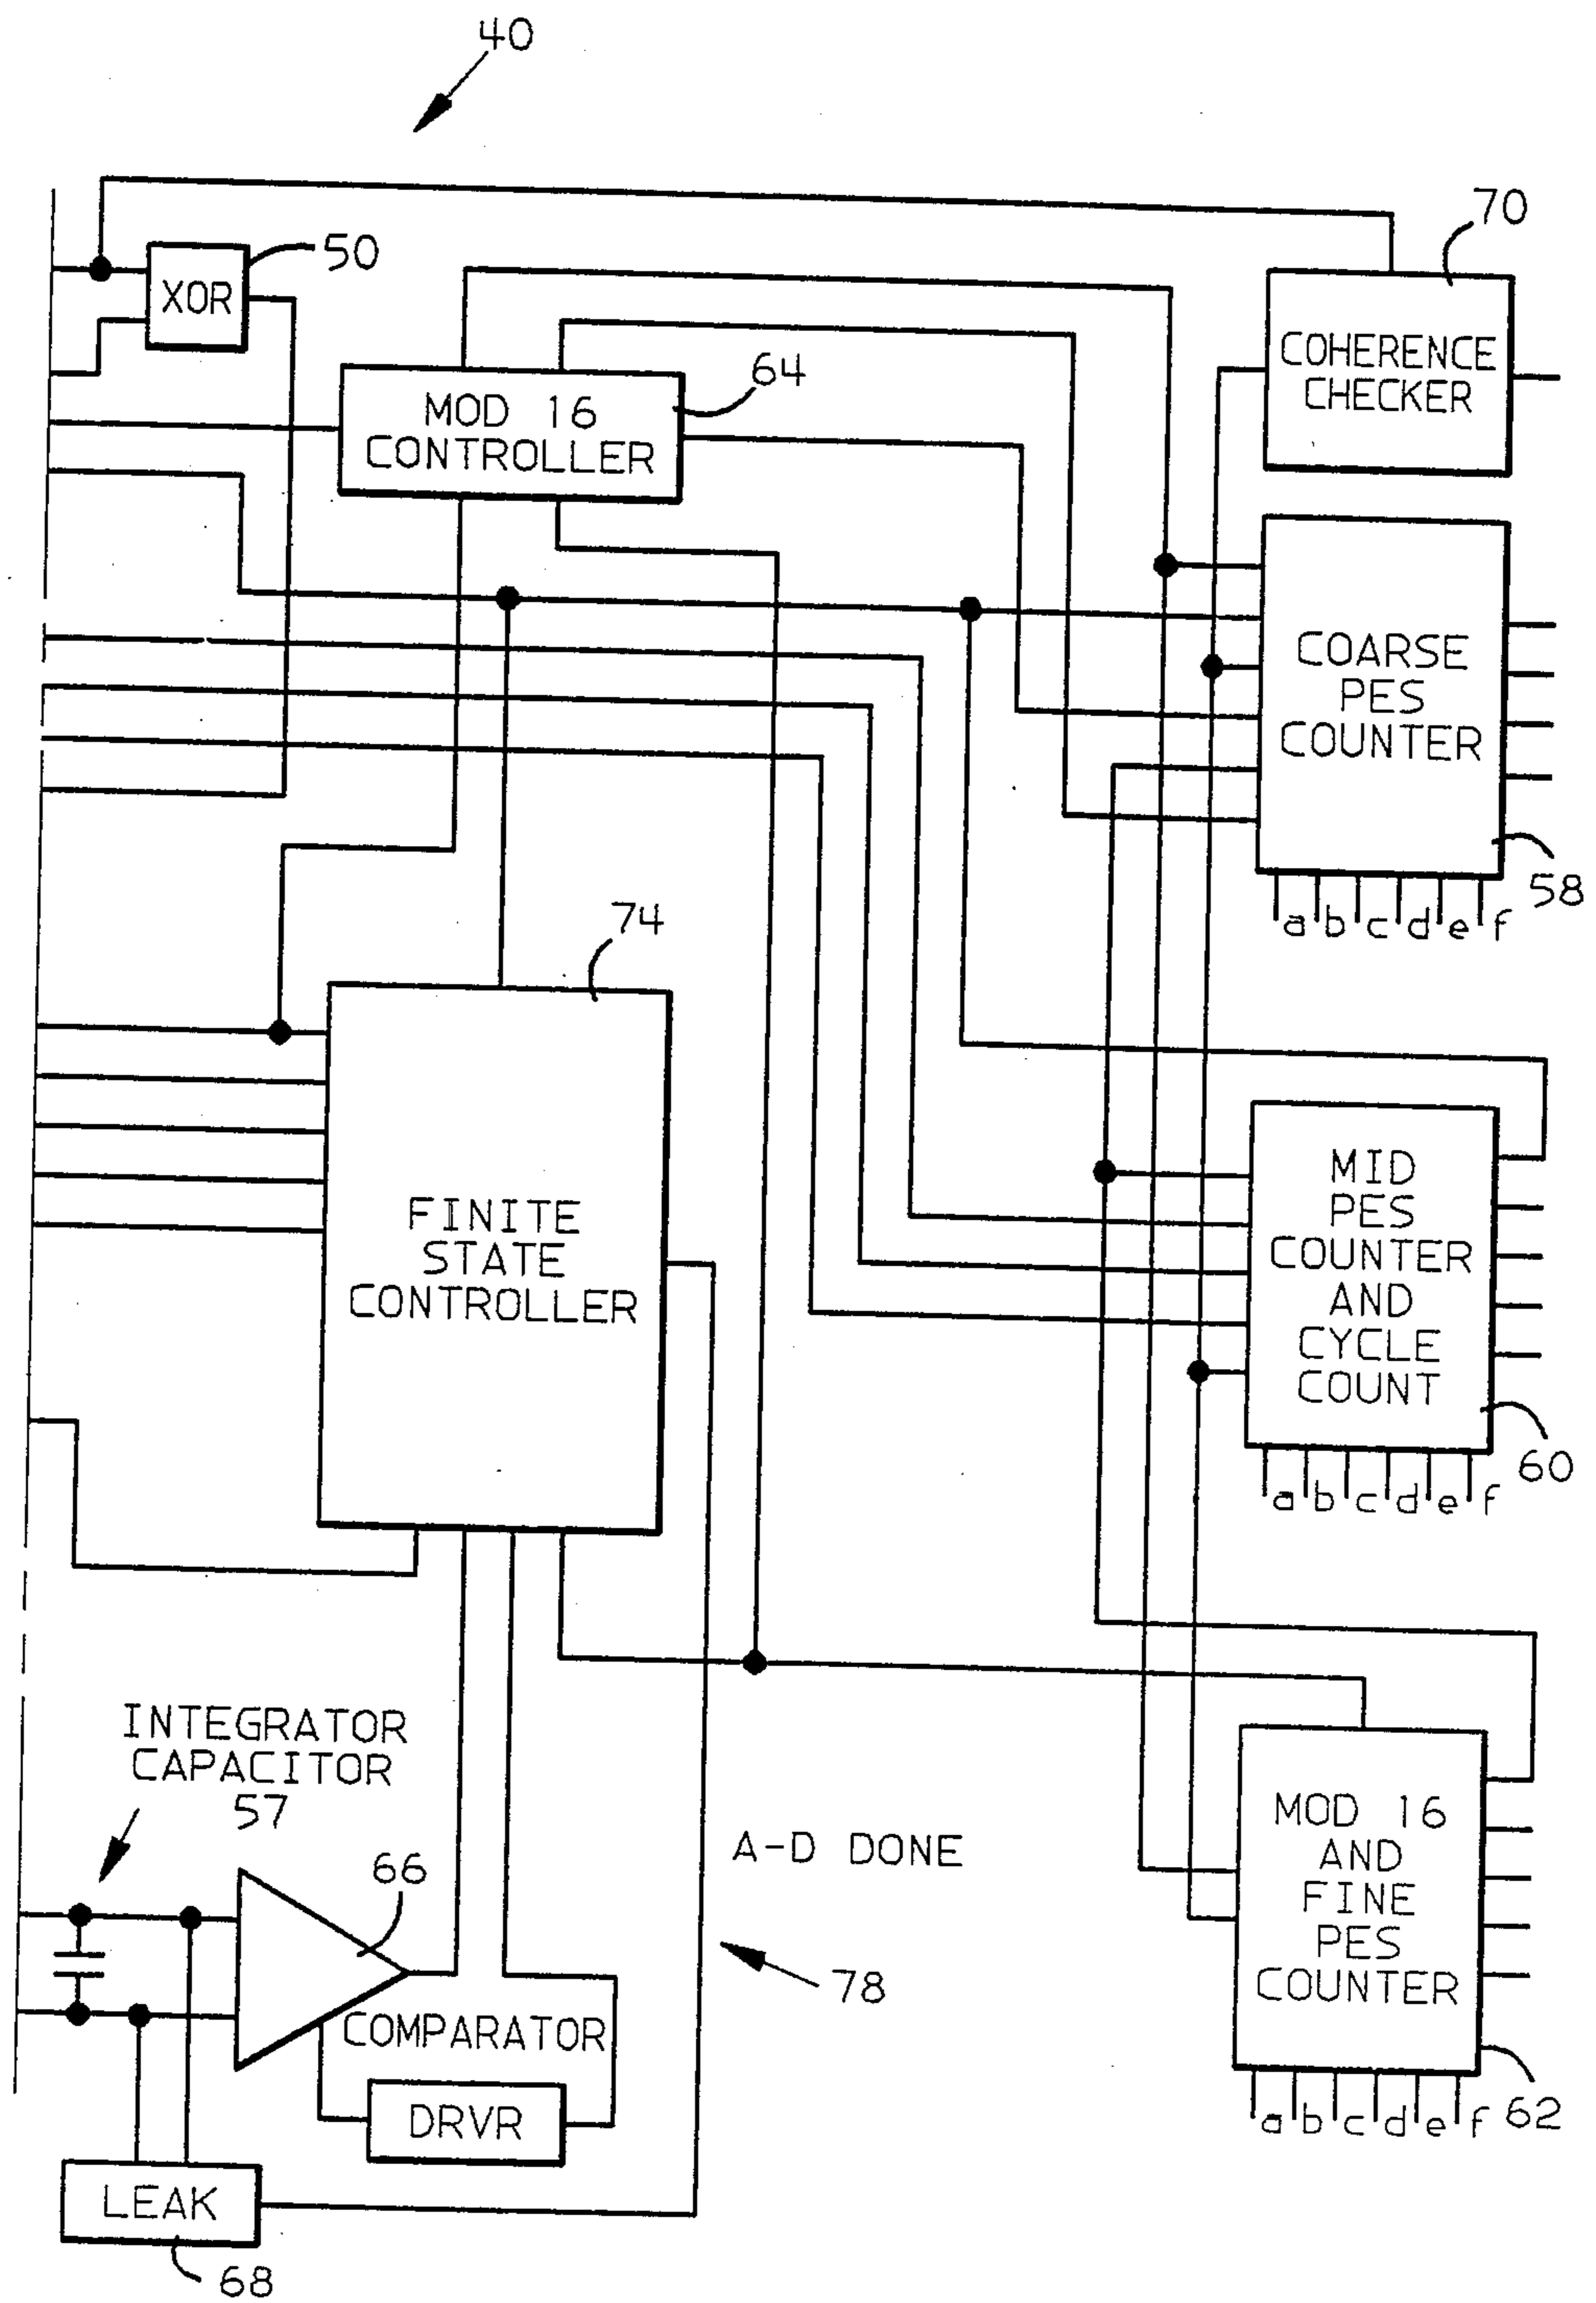 40
70
50
XOR
COHERENCE
CHECKER
64
MOD 16
CONTROLLER
COARSE
PES
COUNTER
58
a b c d e f
74
FINITE
STATE
CONTROLLER
MID
PES
COUNTER
AND
CYCLE
COUNT
60
a b c d e f
INTEGRATOR
CAPACITOR
57
A-D DONE
66
78
COMPARATOR
DRVR
MOD 16
AND
FINE
PES
COUNTER
62
a b c d e f
LEAK
68